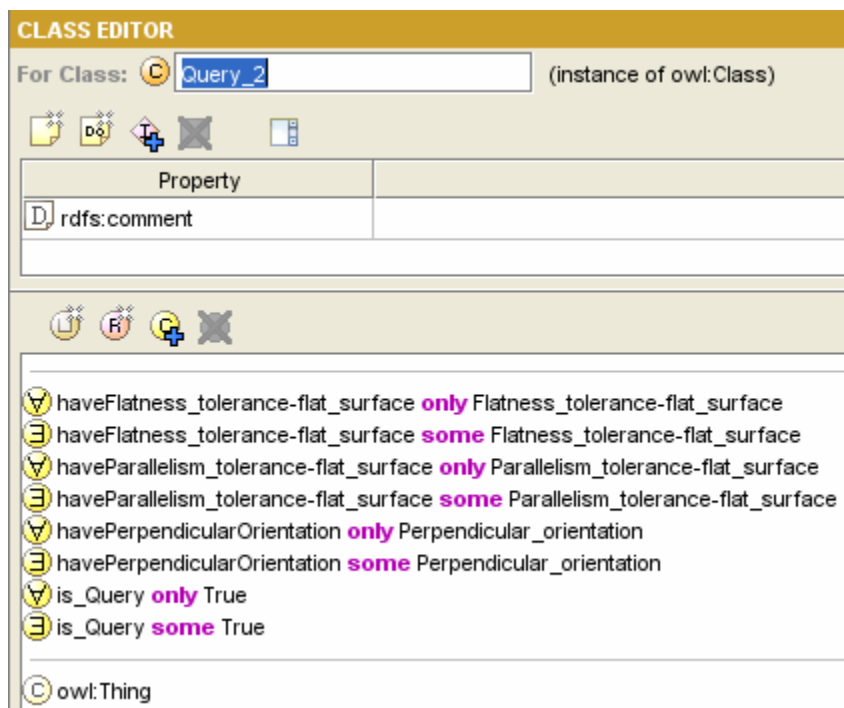 CLASS EDITOR
For Class: C Query_2 (instance of owl:Class)
Property
D rdfs:comment
∀ haveFlatness_tolerance-flat_surface only Flatness_tolerance-flat_surface
∃ haveFlatness_tolerance-flat_surface some Flatness_tolerance-flat_surface
∀ haveParallelism_tolerance-flat_surface only Parallelism_tolerance-flat_surface
∃ haveParallelism_tolerance-flat_surface some Parallelism_tolerance-flat_surface
∀ havePerpendicularOrientation only Perpendicular_orientation
∃ havePerpendicularOrientation some Perpendicular_orientation
∀ is_Query only True
∃ is_Query some True
C owl:Thing